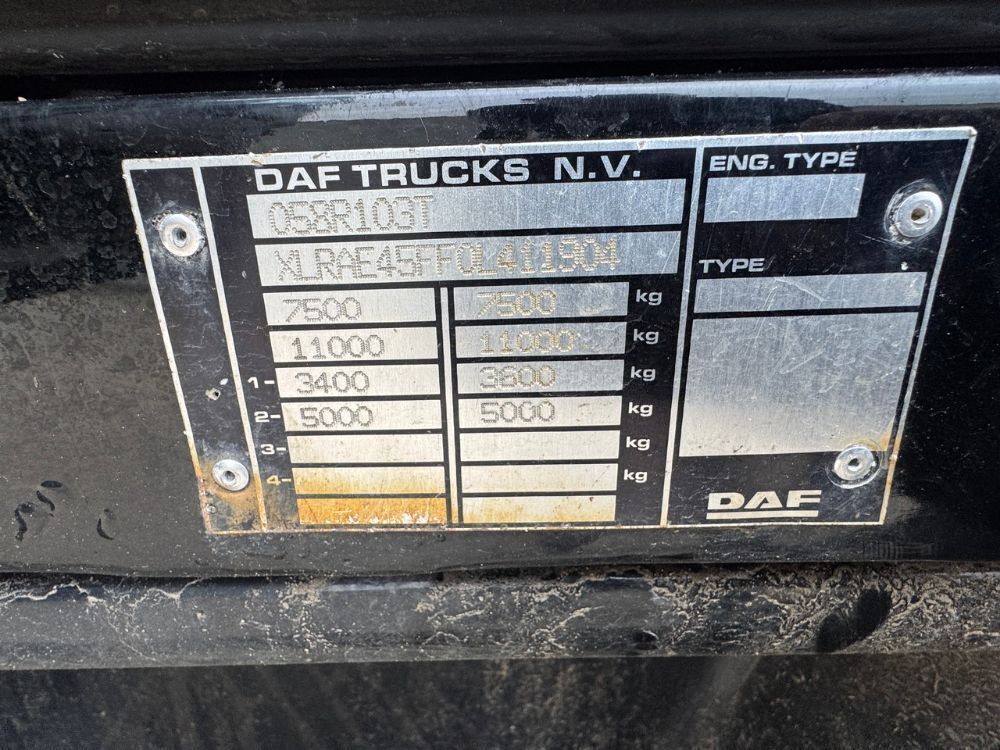 DAF TRUCKS N.V.
058R103T
XLRAE45FF0L411904
7500 7500 kg
11000 11000 kg
1- 3400 3600 kg
2- 5000 5000 kg
3- kg
4- kg
ENG. TYPE
TYPE
DAF